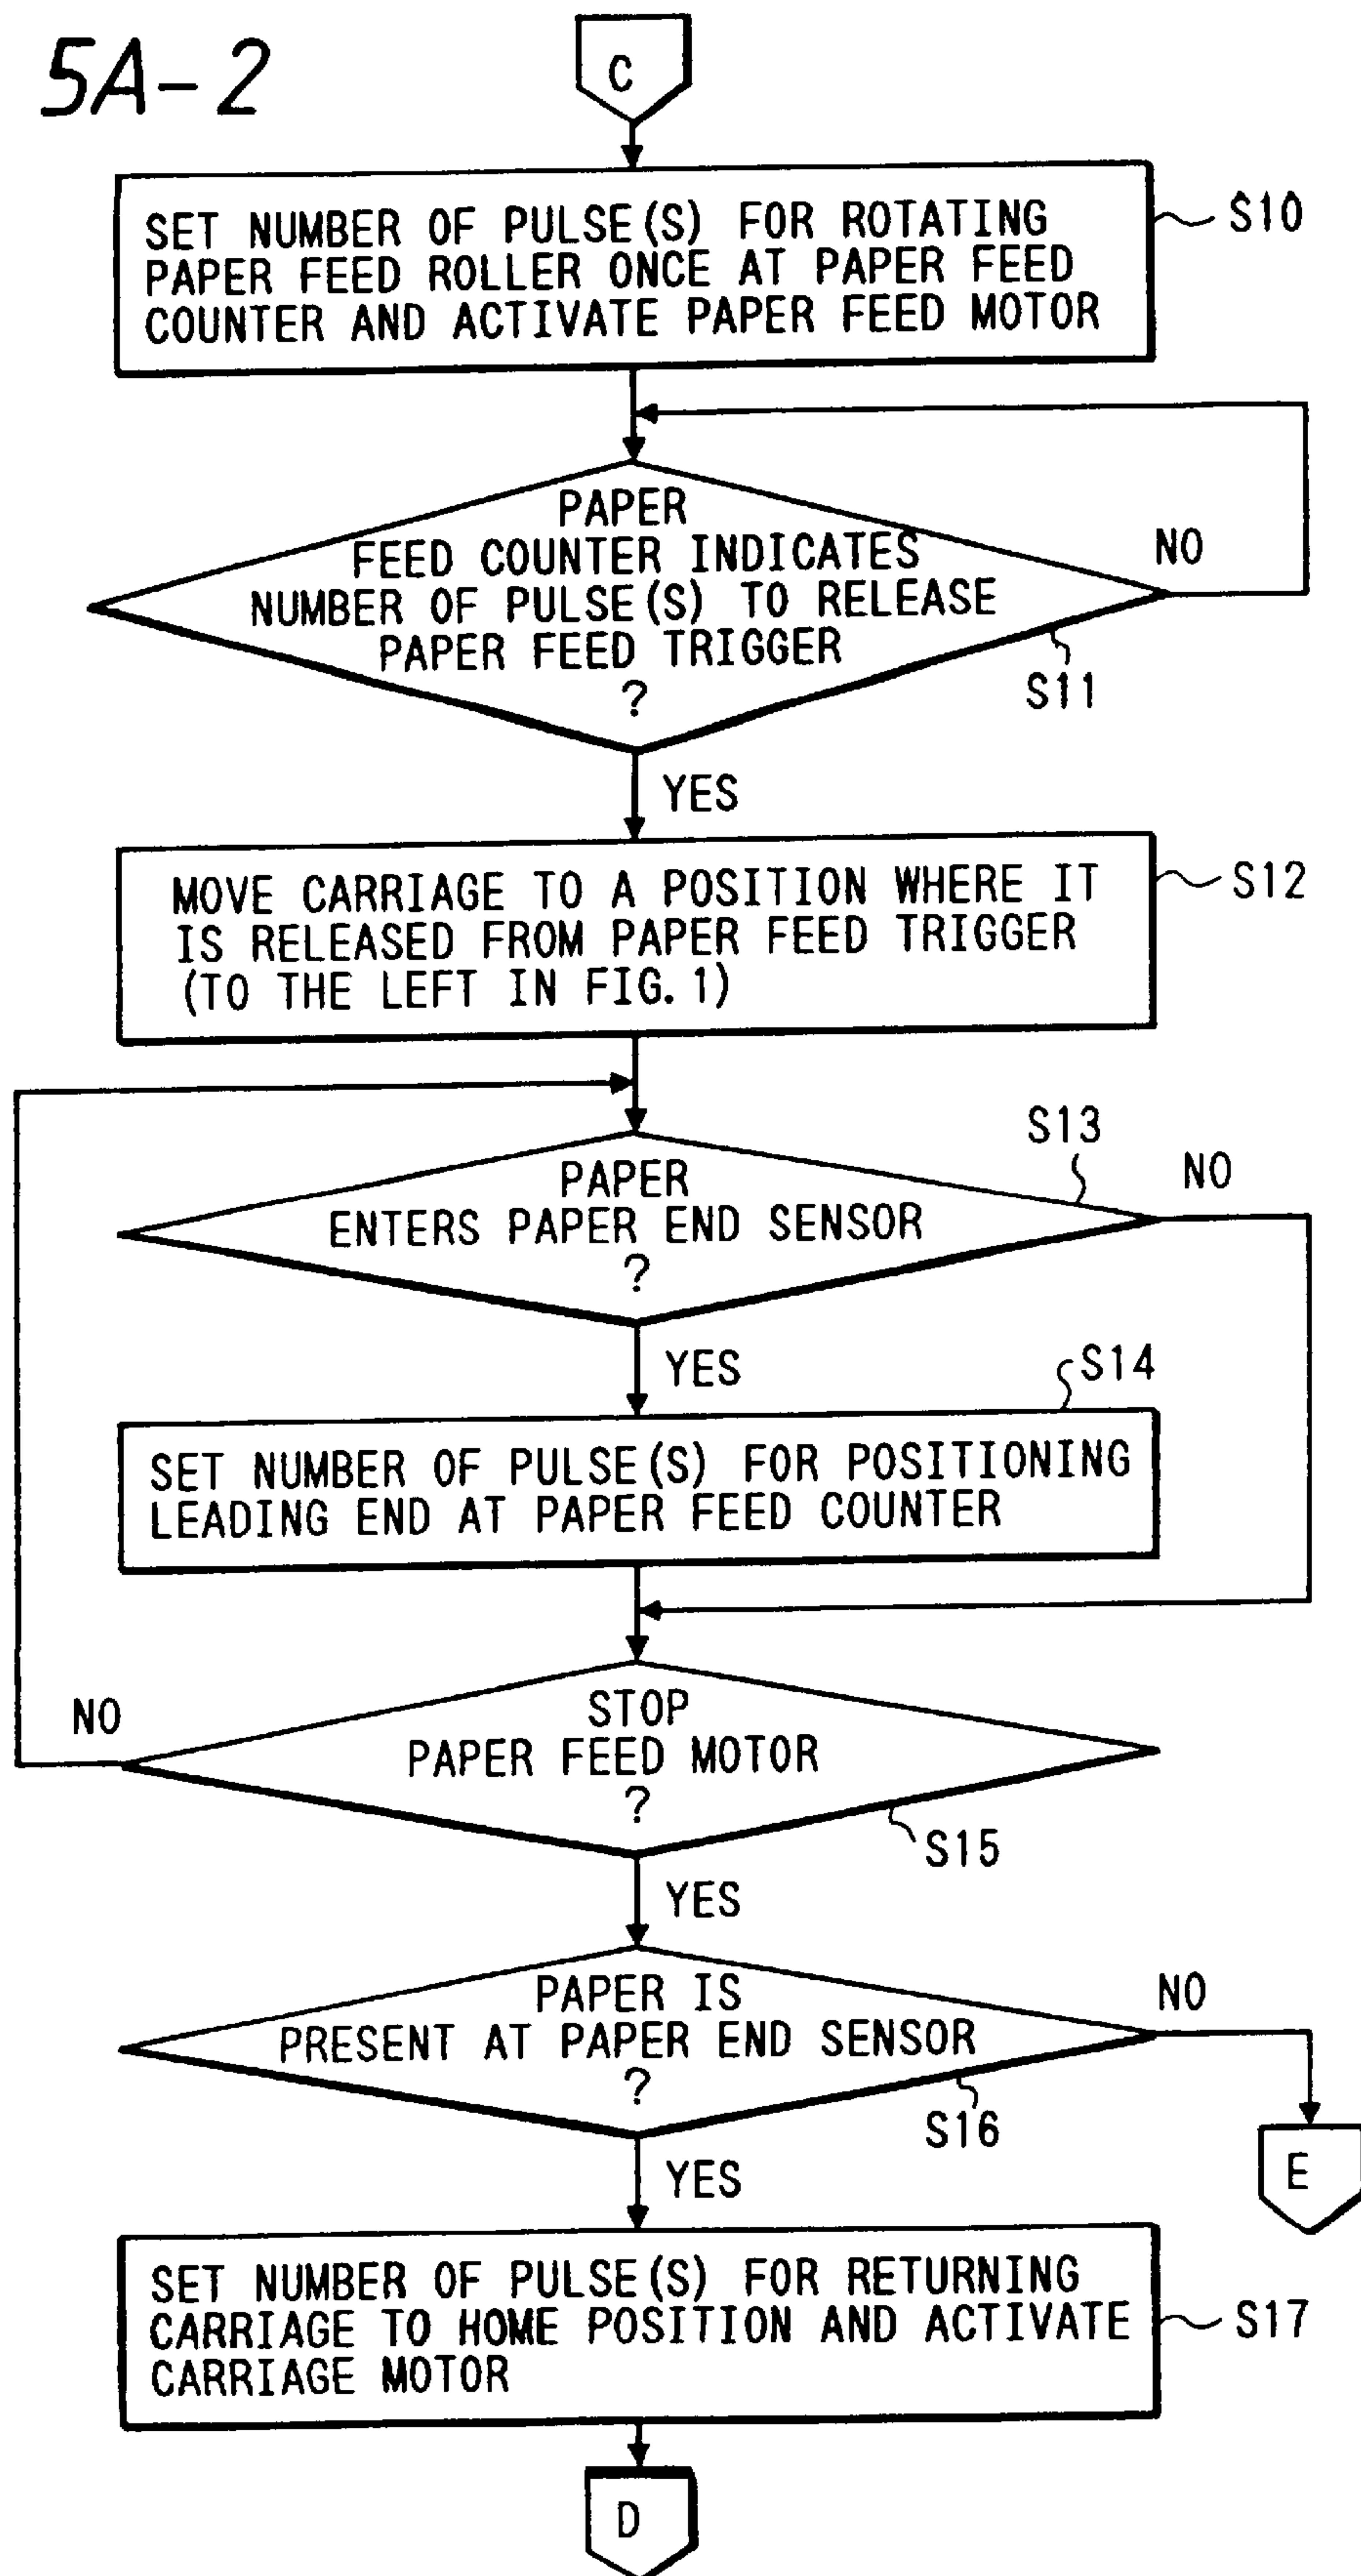 5A-2
C
SET NUMBER OF PULSE(S) FOR ROTATING
PAPER FEED ROLLER ONCE AT PAPER FEED
COUNTER AND ACTIVATE PAPER FEED MOTOR
S10
PAPER
FEED COUNTER INDICATES
NUMBER OF PULSE(S) TO RELEASE
PAPER FEED TRIGGER
?
NO
S11
YES
MOVE CARRIAGE TO A POSITION WHERE IT
IS RELEASED FROM PAPER FEED TRIGGER
(TO THE LEFT IN FIG.1)
S12
S13
PAPER
ENTERS PAPER END SENSOR
?
NO
YES
S14
SET NUMBER OF PULSE(S) FOR POSITIONING
LEADING END AT PAPER FEED COUNTER
STOP
PAPER FEED MOTOR
?
NO
S15
YES
PAPER IS
PRESENT AT PAPER END SENSOR
?
NO
S16
E
YES
SET NUMBER OF PULSE(S) FOR RETURNING
CARRIAGE TO HOME POSITION AND ACTIVATE
CARRIAGE MOTOR
S17
D